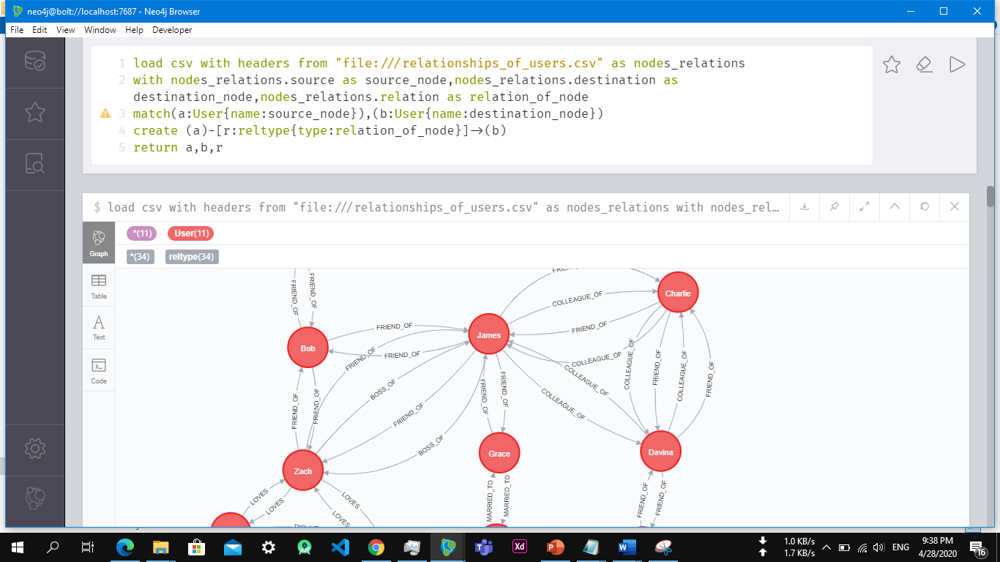 neo4j@bolt://localhost:7687 - Neo4j Browser
File Edit View Window Help Developer
1 load csv with headers from "file:///relationships_of_users.csv" as nodes_relations
2 with nodes_relations.source as source_node,nodes_relations.destination as
destination_node,nodes_relations.relation as relation_of_node
3 match(a:User{name:source_node}),(b:User{name:destination_node})
4 create (a)-[r:reltype{type:relation_of_node}]->(b)
5 return a,b,r
$ load csv with headers from "file:///relationships_of_users.csv" as nodes_relations with nodes_rel…
*(11) User(11)
Graph
*(34) reltype(34)
Table
Text
Code
FRIEND_OF
FRIEND_OF
Charlie
COLLEAGUE_OF
FRIEND_OF
FRIEND_OF
James
Bob
FRIEND_OF
FRIEND_OF
COLLEAGUE_OF
COLLEAGUE_OF
COLLEAGUE_OF
FRIEND_OF
COLLEAGUE_OF
FRIEND_OF
BOSS_OF
FRIEND_OF
FRIEND_OF
COLLEAGUE_OF
FRIEND_OF
FRIEND_OF
FRIEND_OF
BOSS_OF
Grace
Davina
Zach
LOVES
LOVES
LOVES
LOVES
MARRIED_TO
MARRIED_TO
FRIEND_OF
FRIEND_OF
Xd
1.0 KB/s
1.7 KB/s
ENG
9:38 PM
4/28/2020
16